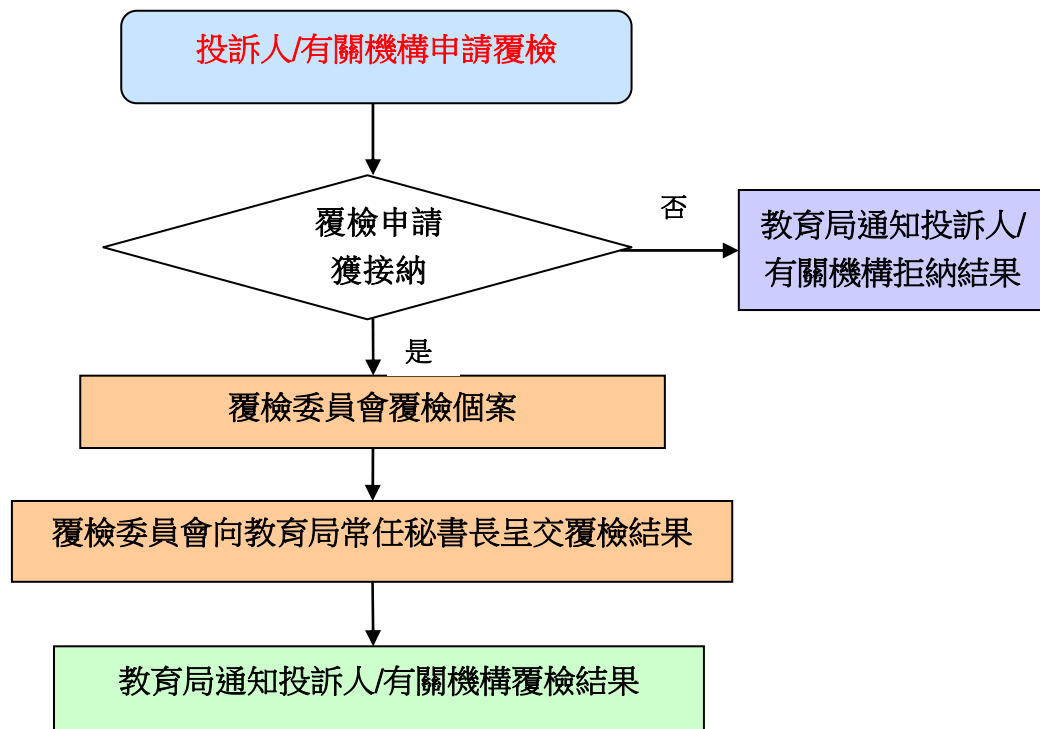 投訴人/有關機構申請覆檢
覆檢申請
獲接納
否
教育局通知投訴人/
有關機構拒納結果
是
覆檢委員會覆檢個案
覆檢委員會向教育局常任秘書長呈交覆檢結果
教育局通知投訴人/有關機構覆檢結果